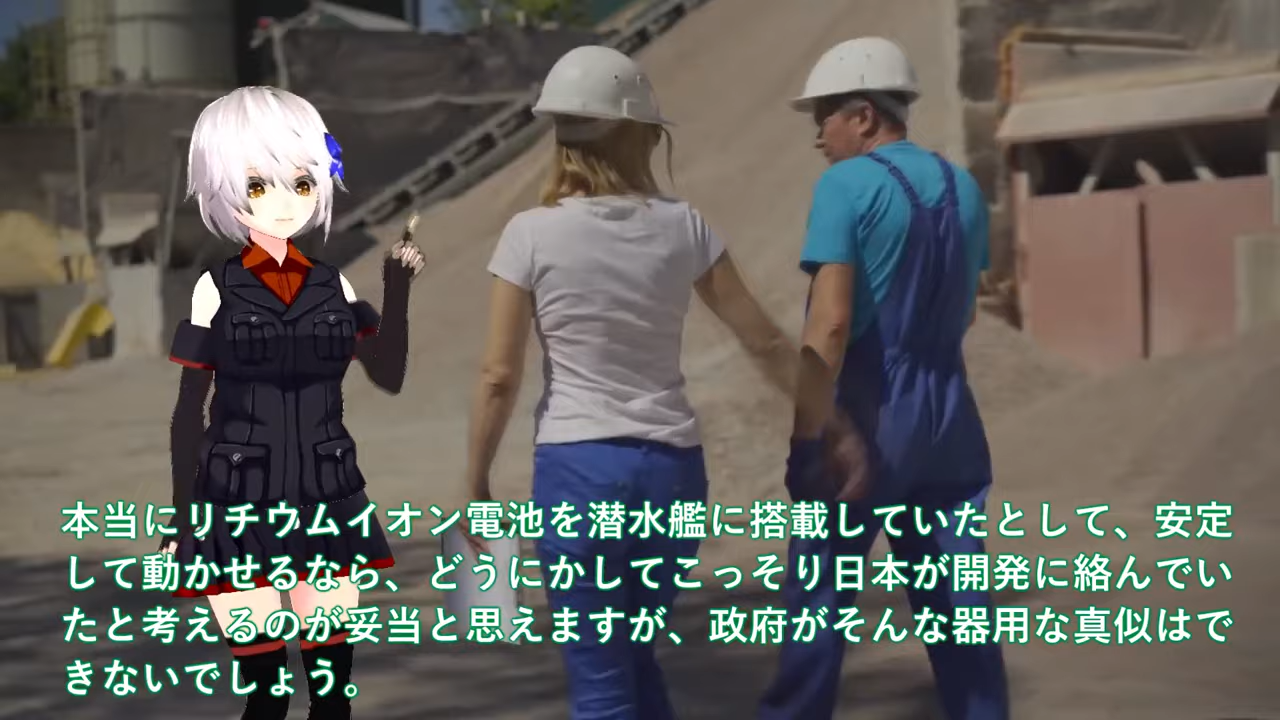 本当にリチウムイオン電池を潜水艦に搭載していたとして、安定
して動かせるなら、どうにかしてこっそり日本が開発に絡んでい
たと考えるのが妥当と思えますが、政府がそんな器用な真似はで
きないでしょう。